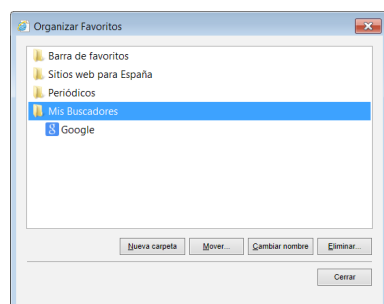 Organizar Favoritos
Barra de favoritos
Sitios web para España
Periódicos
Mis Buscadores
8 Google
Nueva carpeta Mover... Cambiar nombre Eliminar...
Cerrar